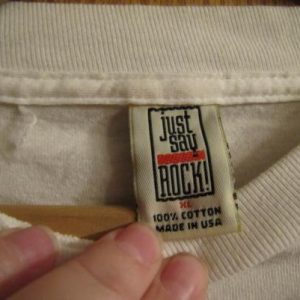 just
say
ROCK!
XL
100% COTTON
MADE IN USA